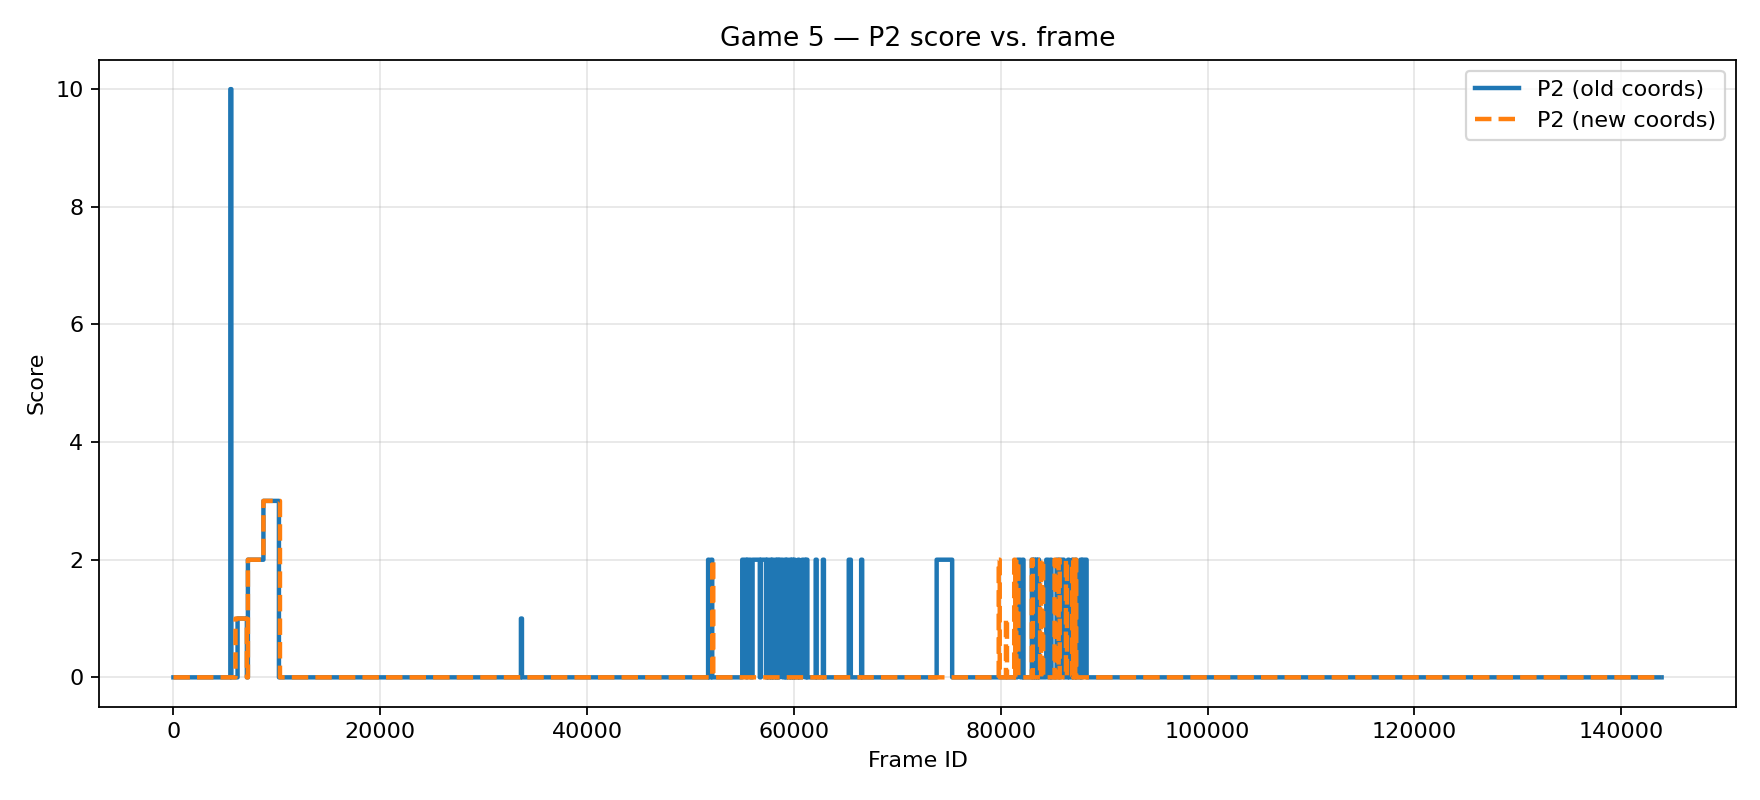 Game 5 — P2 score vs. frame
P2 (old coords)
P2 (new coords)
Score
10
8
6
4
2
0
0 20000 40000 60000 80000 100000 120000 140000
Frame ID